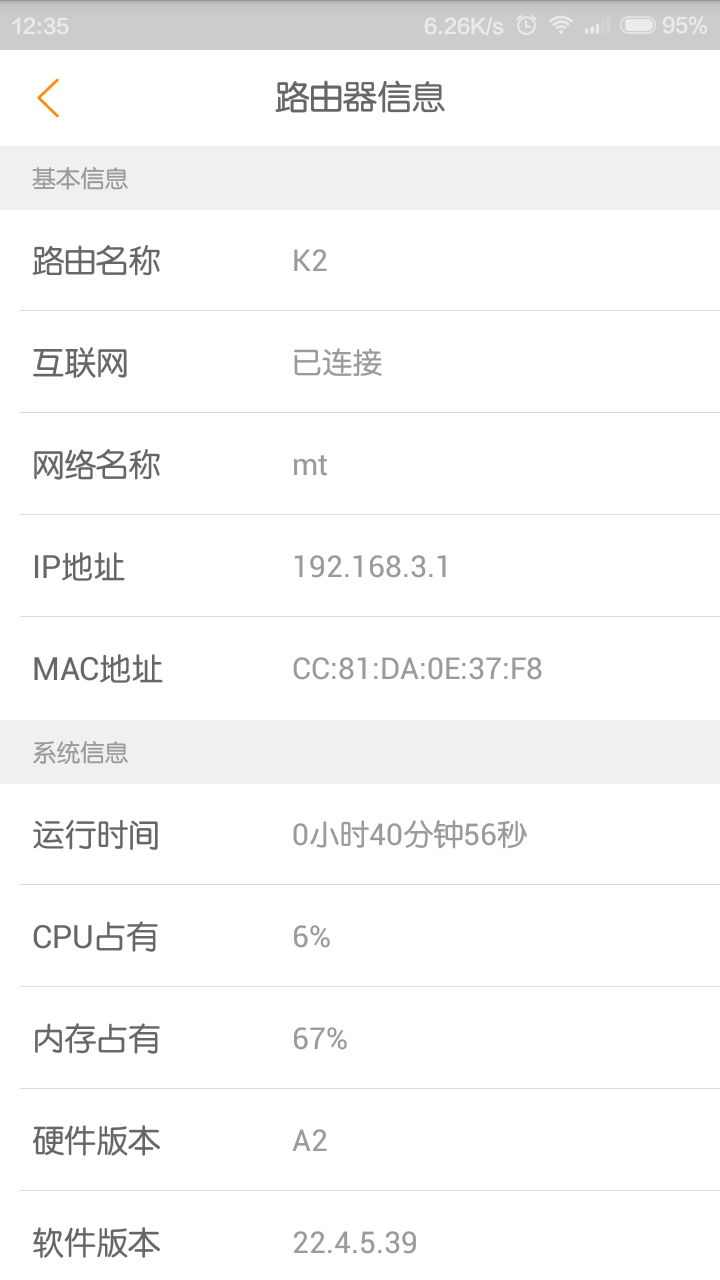 12:35 6.26K/s 95%
路由器信息
基本信息
路由名称 K2
互联网 已连接
网络名称 mt
IP地址 192.168.3.1
MAC地址 CC:81:DA:0E:37:F8
系统信息
运行时间 0小时40分钟56秒
CPU占有 6%
内存占有 67%
硬件版本 A2
软件版本 22.4.5.39